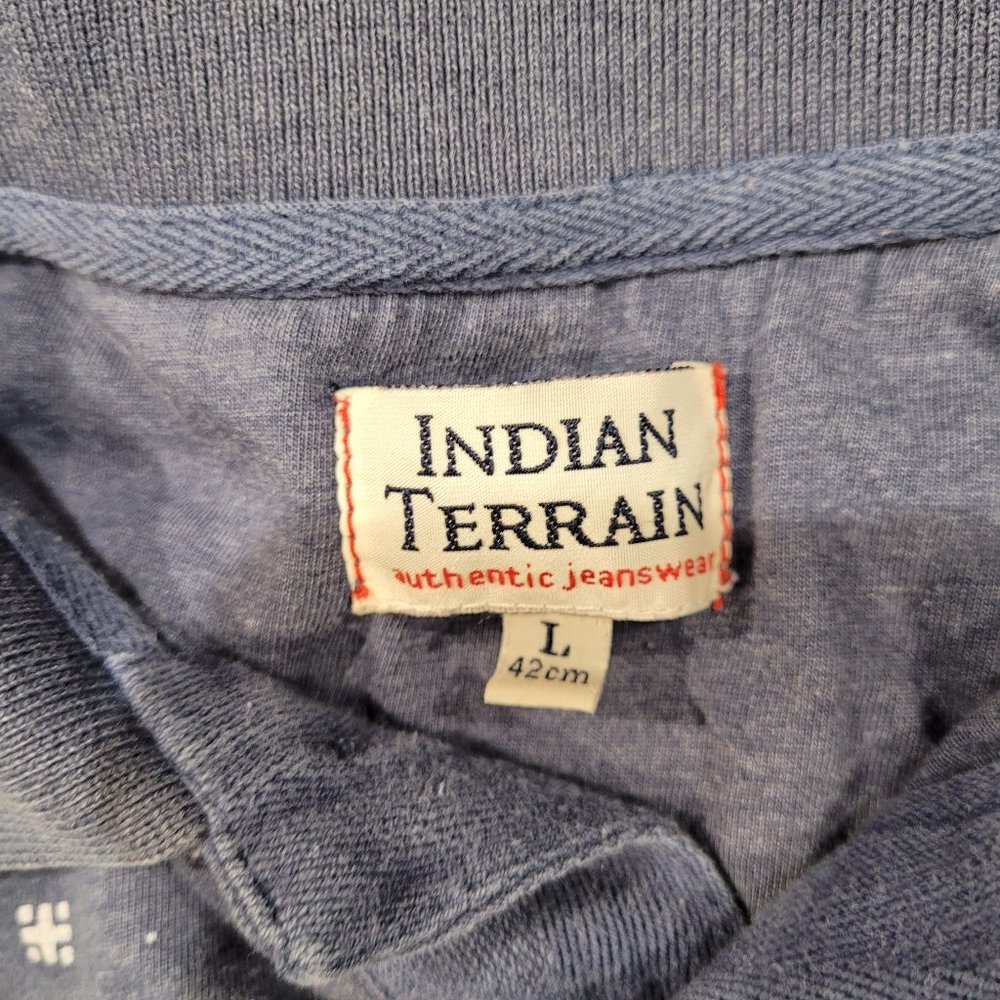 INDIAN
TERRAIN
authentic jeanswear
L
42cm